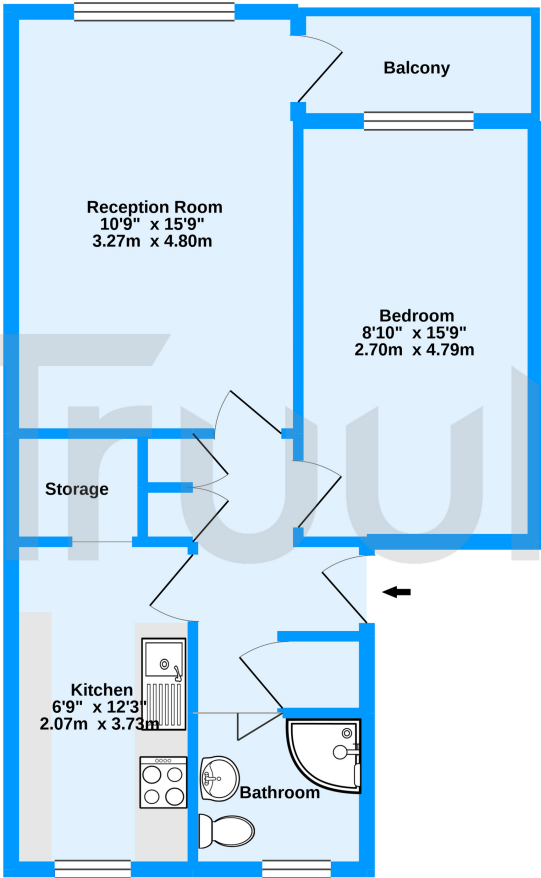 Balcony
Reception Room
10'9" x 15'9"
3.27m x 4.80m
Bedroom
8'10" x 15'9"
2.70m x 4.79m
Storage
Kitchen
6'9" x 12'3"
2.07m x 3.73m
Bathroom